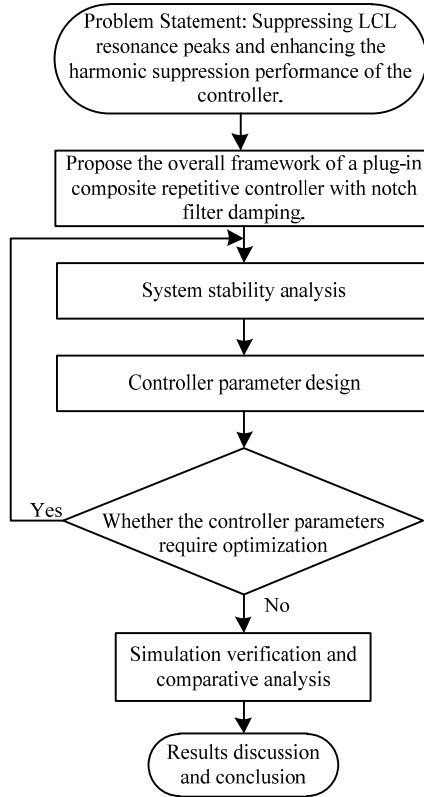 Problem Statement: Suppressing LCL
resonance peaks and enhancing the
harmonic suppression performance of the
controller.
Propose the overall framework of a plug-in
composite repetitive controller with notch
filter damping.
System stability analysis
Controller parameter design
Yes
Whether the controller parameters
require optimization
No
Simulation verification and
comparative analysis
Results discussion
and conclusion